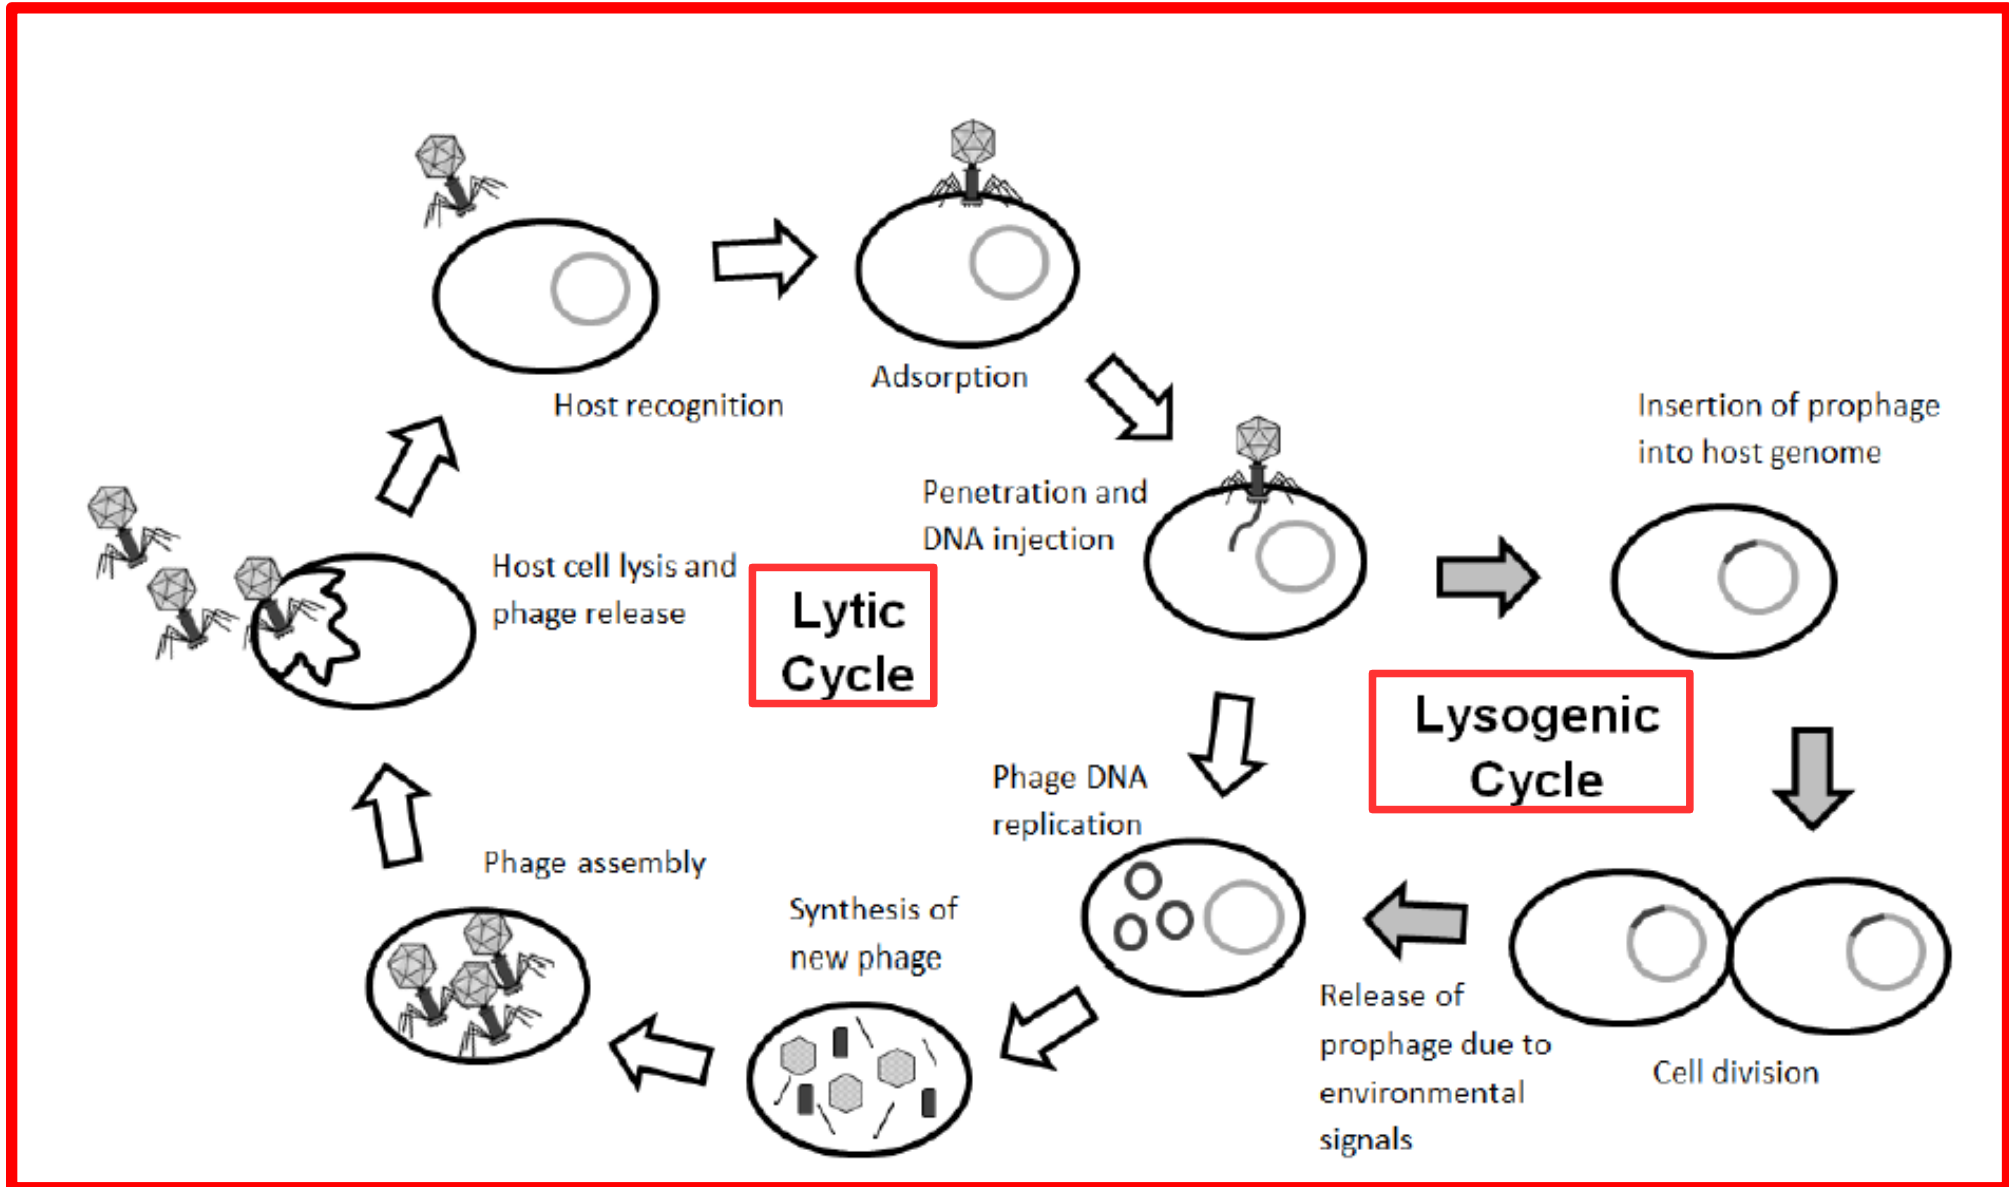 Host recognition
Adsorption
Penetration and
DNA injection
Insertion of prophage
into host genome
Host cell lysis and
phage release
Lytic
Cycle
Lysogenic
Cycle
Phage DNA
replication
Phage assembly
Synthesis of
new phage
Release of
prophage due to
environmental
signals
Cell division